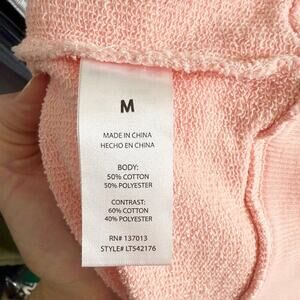 M
MADE IN CHINA
HECHO EN CHINA
BODY:
50% COTTON
50% POLYESTER
CONTRAST:
60% COTTON
40% POLYESTER
RN# 137013
STYLE# LT542176